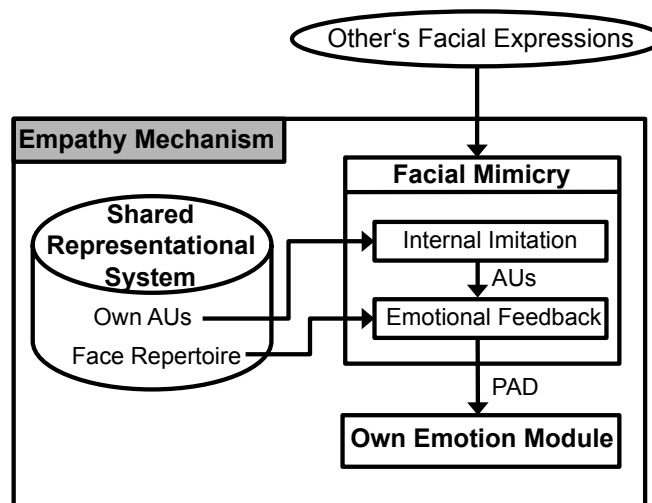 Other's Facial Expressions
Empathy Mechanism
Facial Mimicry
Shared
Representational
System
Internal Imitation
AUs
Own AUs
Emotional Feedback
Face Repertoire
PAD
Own Emotion Module